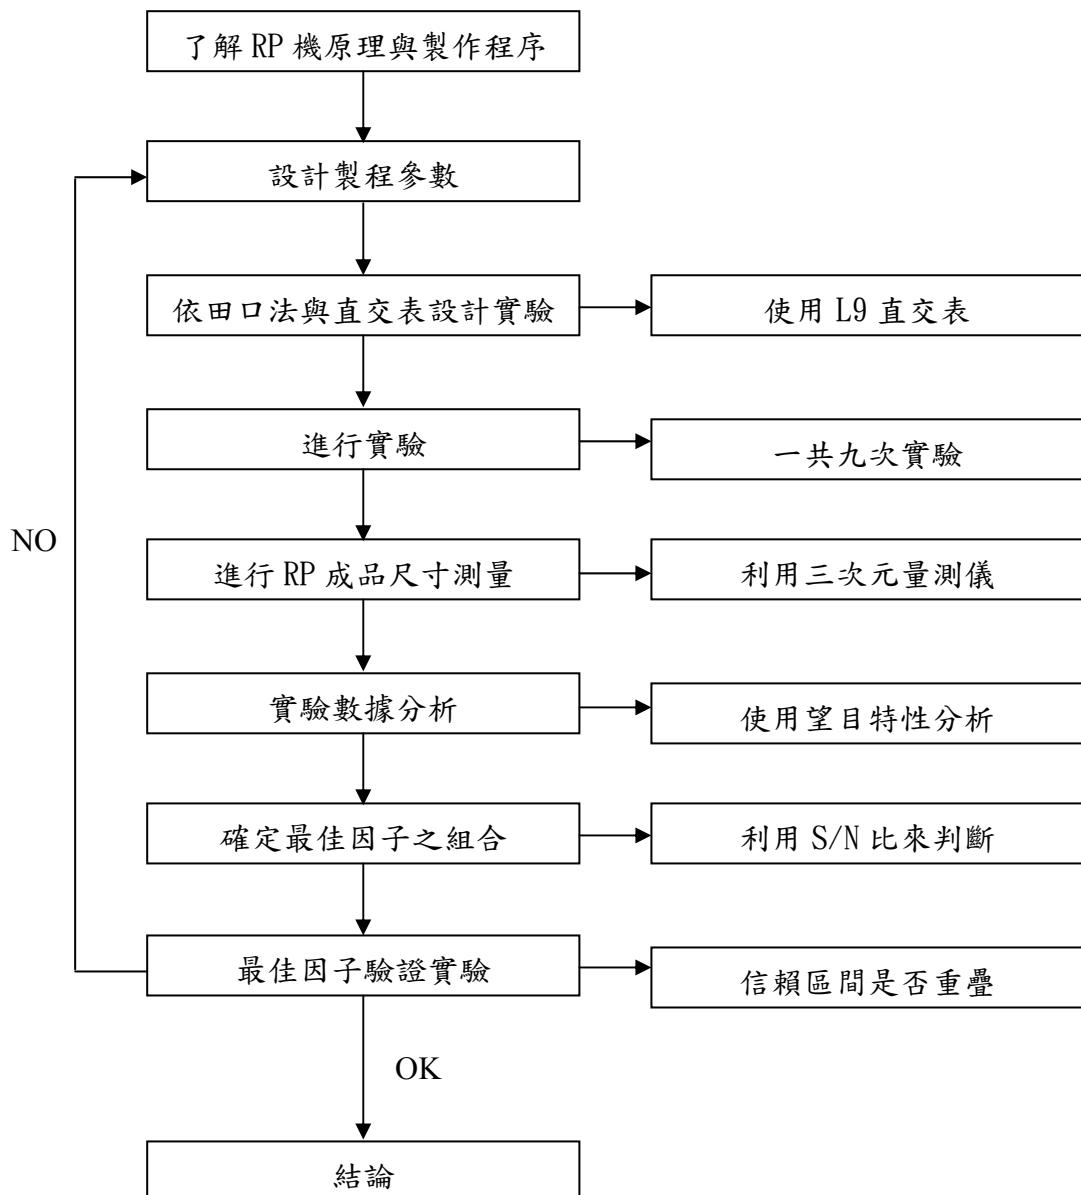 了解 RP 機原理與製作程序
設計製程參數
依田口法與直交表設計實驗
使用 L9 直交表
進行實驗
一共九次實驗
NO
進行 RP 成品尺寸測量
利用三次元量測儀
實驗數據分析
使用望目特性分析
確定最佳因子之組合
利用 S/N 比來判斷
最佳因子驗證實驗
信賴區間是否重疊
OK
結論